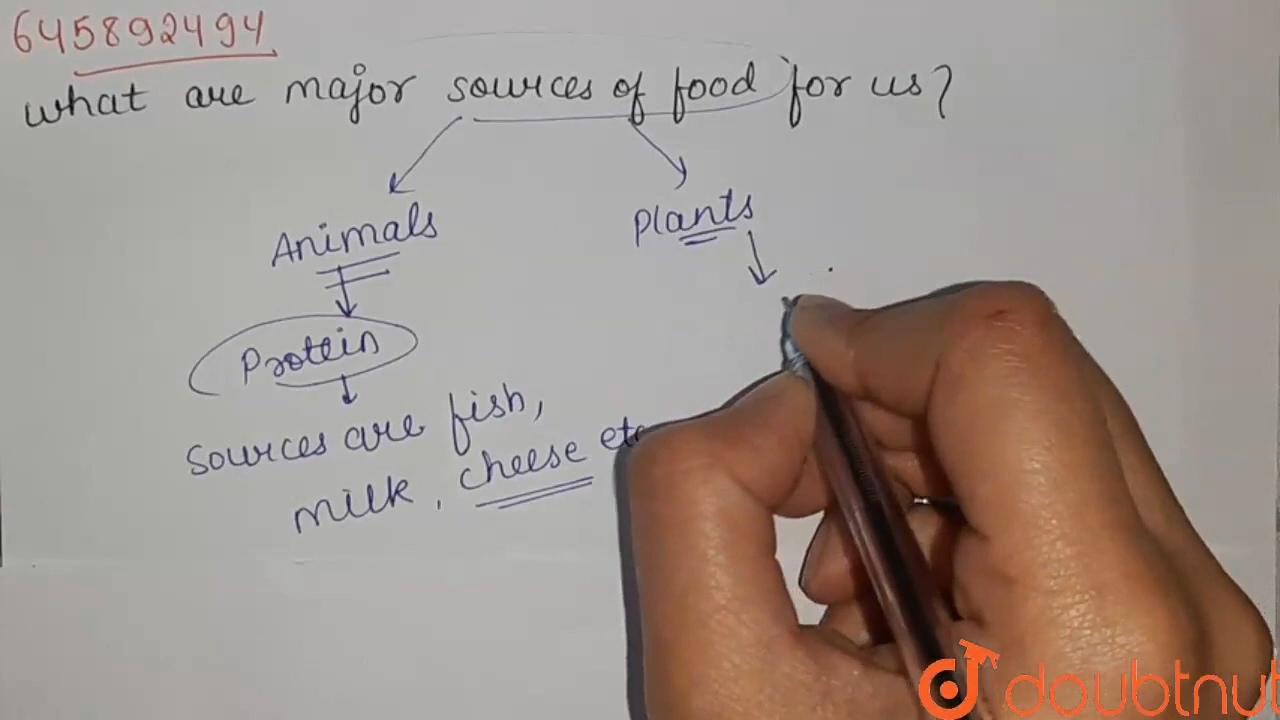 645892494
what are major sources of food for us?
Animals
Plants
Protein
sources are fish,
milk, cheese etc
doubtnut